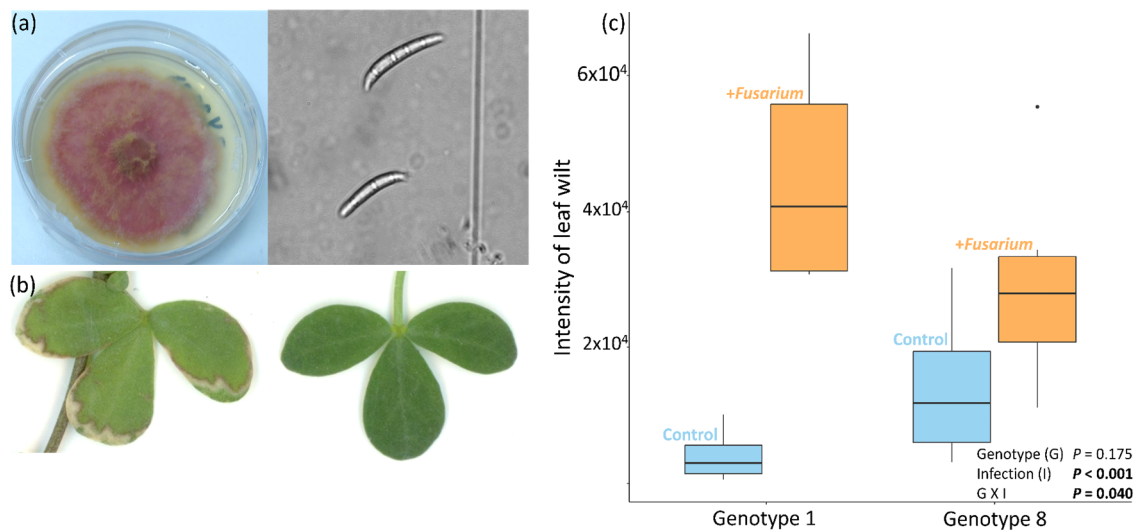 (a)
(b)
(c)
Intensity of leaf wilt
6x10⁴
4x10⁴
2x10⁴
+Fusarium
Control
+Fusarium
Control
Genotype (G) P = 0.175
Infection (I) P < 0.001
G X I P = 0.040
Genotype 1
Genotype 8